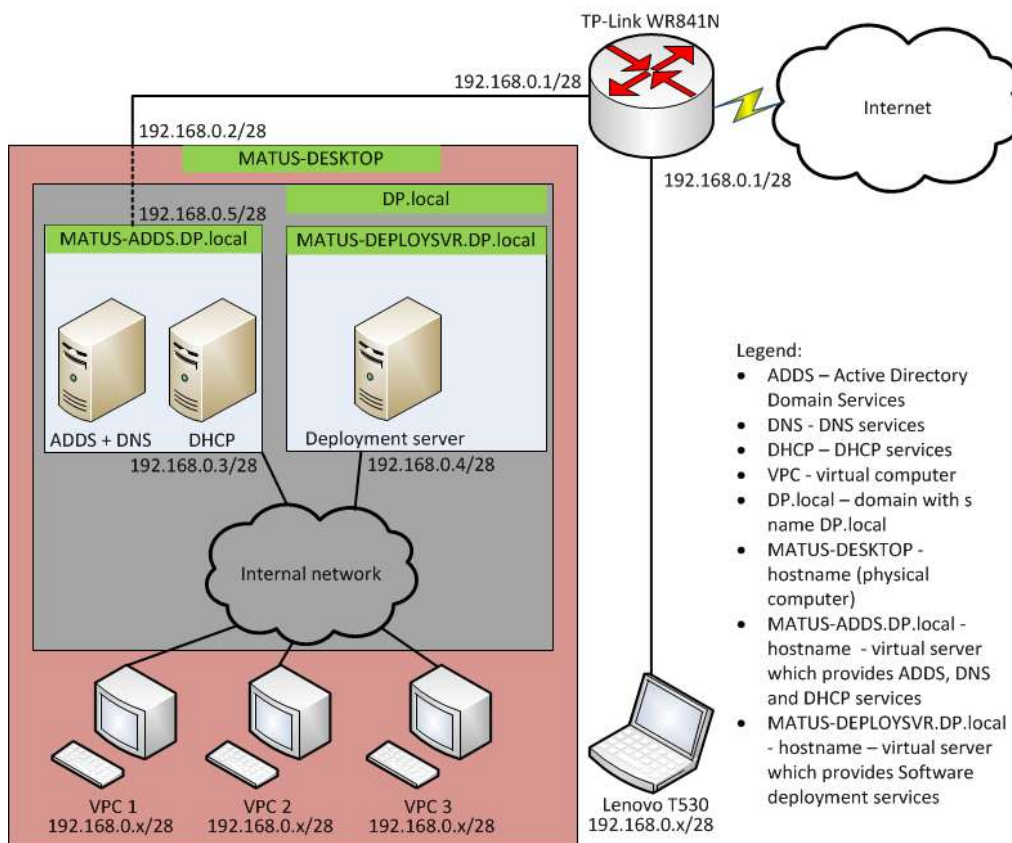 TP-Link WR841N
192.168.0.1/28
Internet
192.168.0.2/28
MATUS-DESKTOP
192.168.0.1/28
DP.local
192.168.0.5/28
MATUS-ADDS.DP.local
MATUS-DEPLOYSVR.DP.local
ADDS + DNS
DHCP
Deployment server
192.168.0.3/28
192.168.0.4/28
Internal network
VPC 1
192.168.0.x/28
VPC 2
192.168.0.x/28
VPC 3
192.168.0.x/28
Lenovo T530
192.168.0.x/28
Legend:
• ADDS – Active Directory
Domain Services
• DNS - DNS services
• DHCP – DHCP services
• VPC - virtual computer
• DP.local – domain with s
name DP.local
• MATUS-DESKTOP -
hostname (physical
computer)
• MATUS-ADDS.DP.local -
hostname - virtual server
which provides ADDS, DNS
and DHCP services
• MATUS-DEPLOYSVR.DP.local
- hostname – virtual server
which provides Software
deployment services